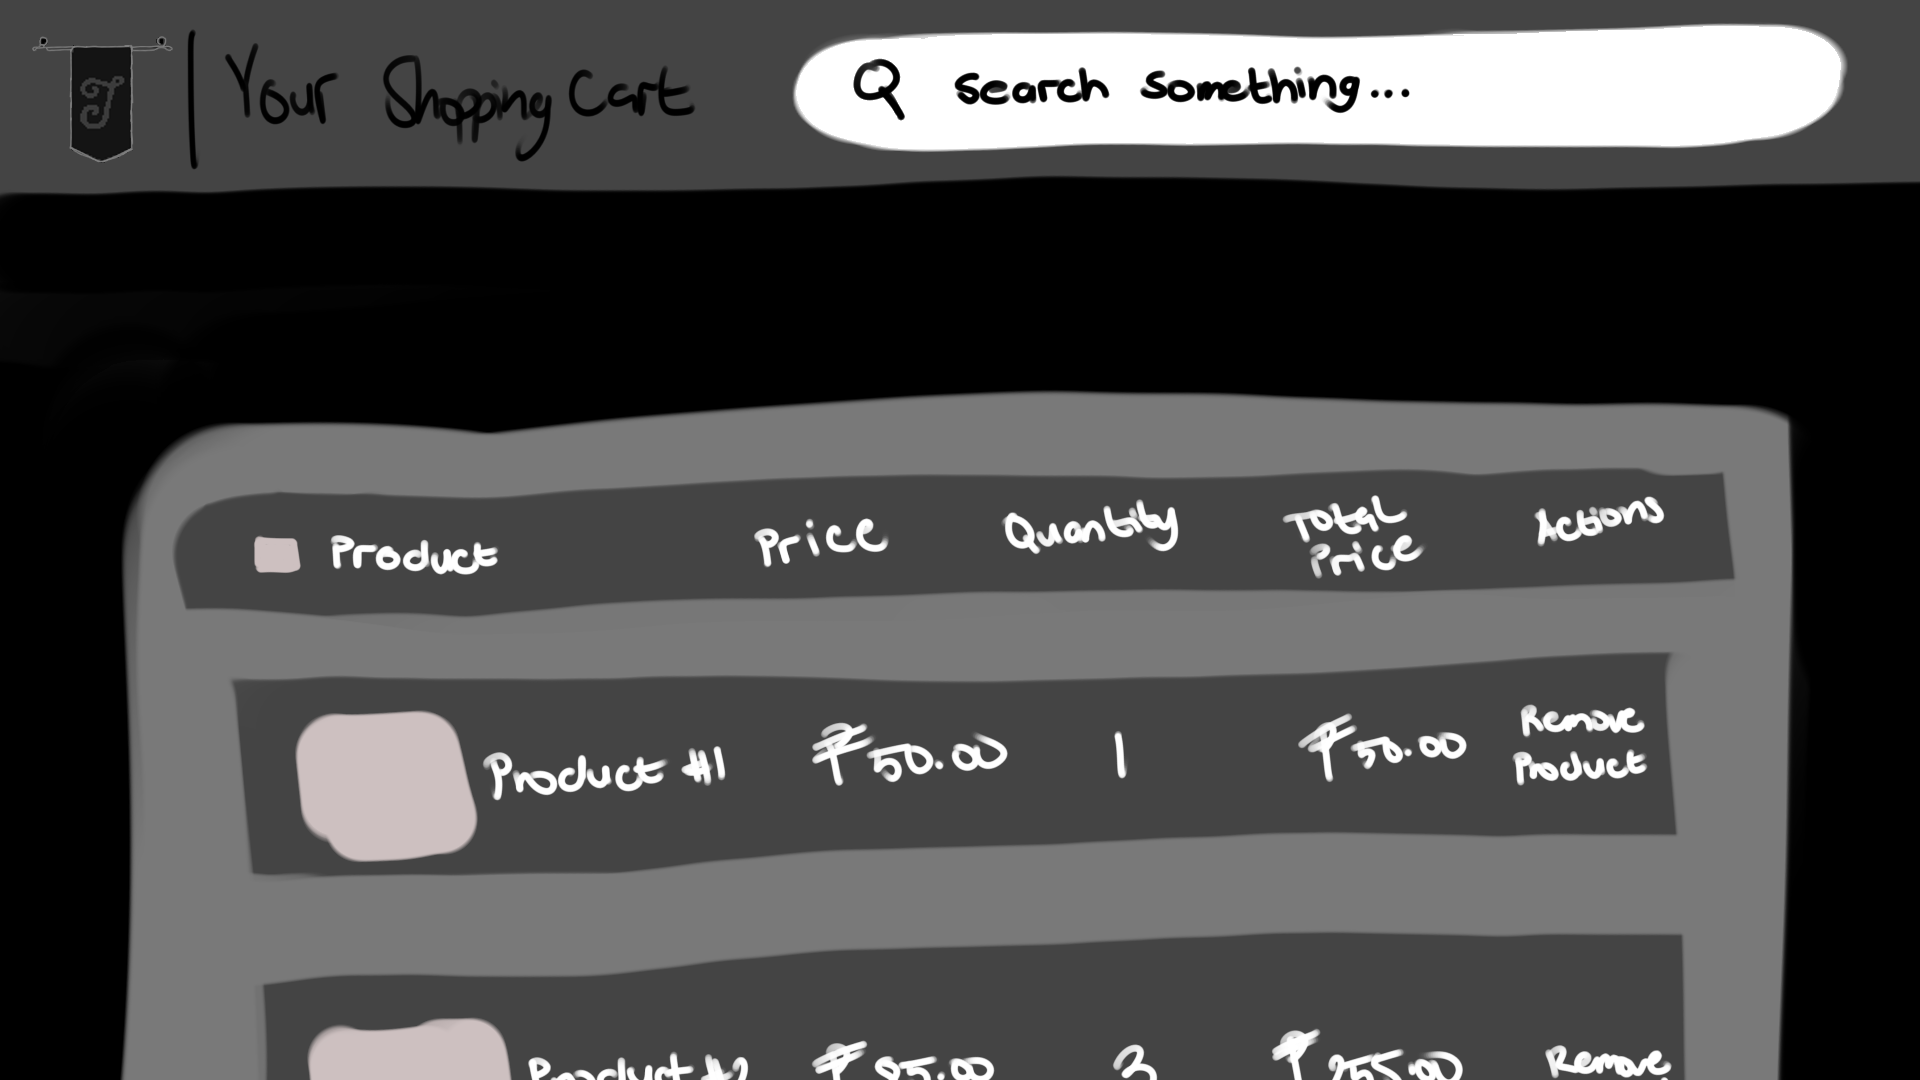 J
Your Shopping Cart
search something...
Product Price Quantity Total Price Actions
Product #1 ₱50.00 1 ₱50.00 Remove Product
Product #2 ₱85.00 3 ₱255.00 Remove